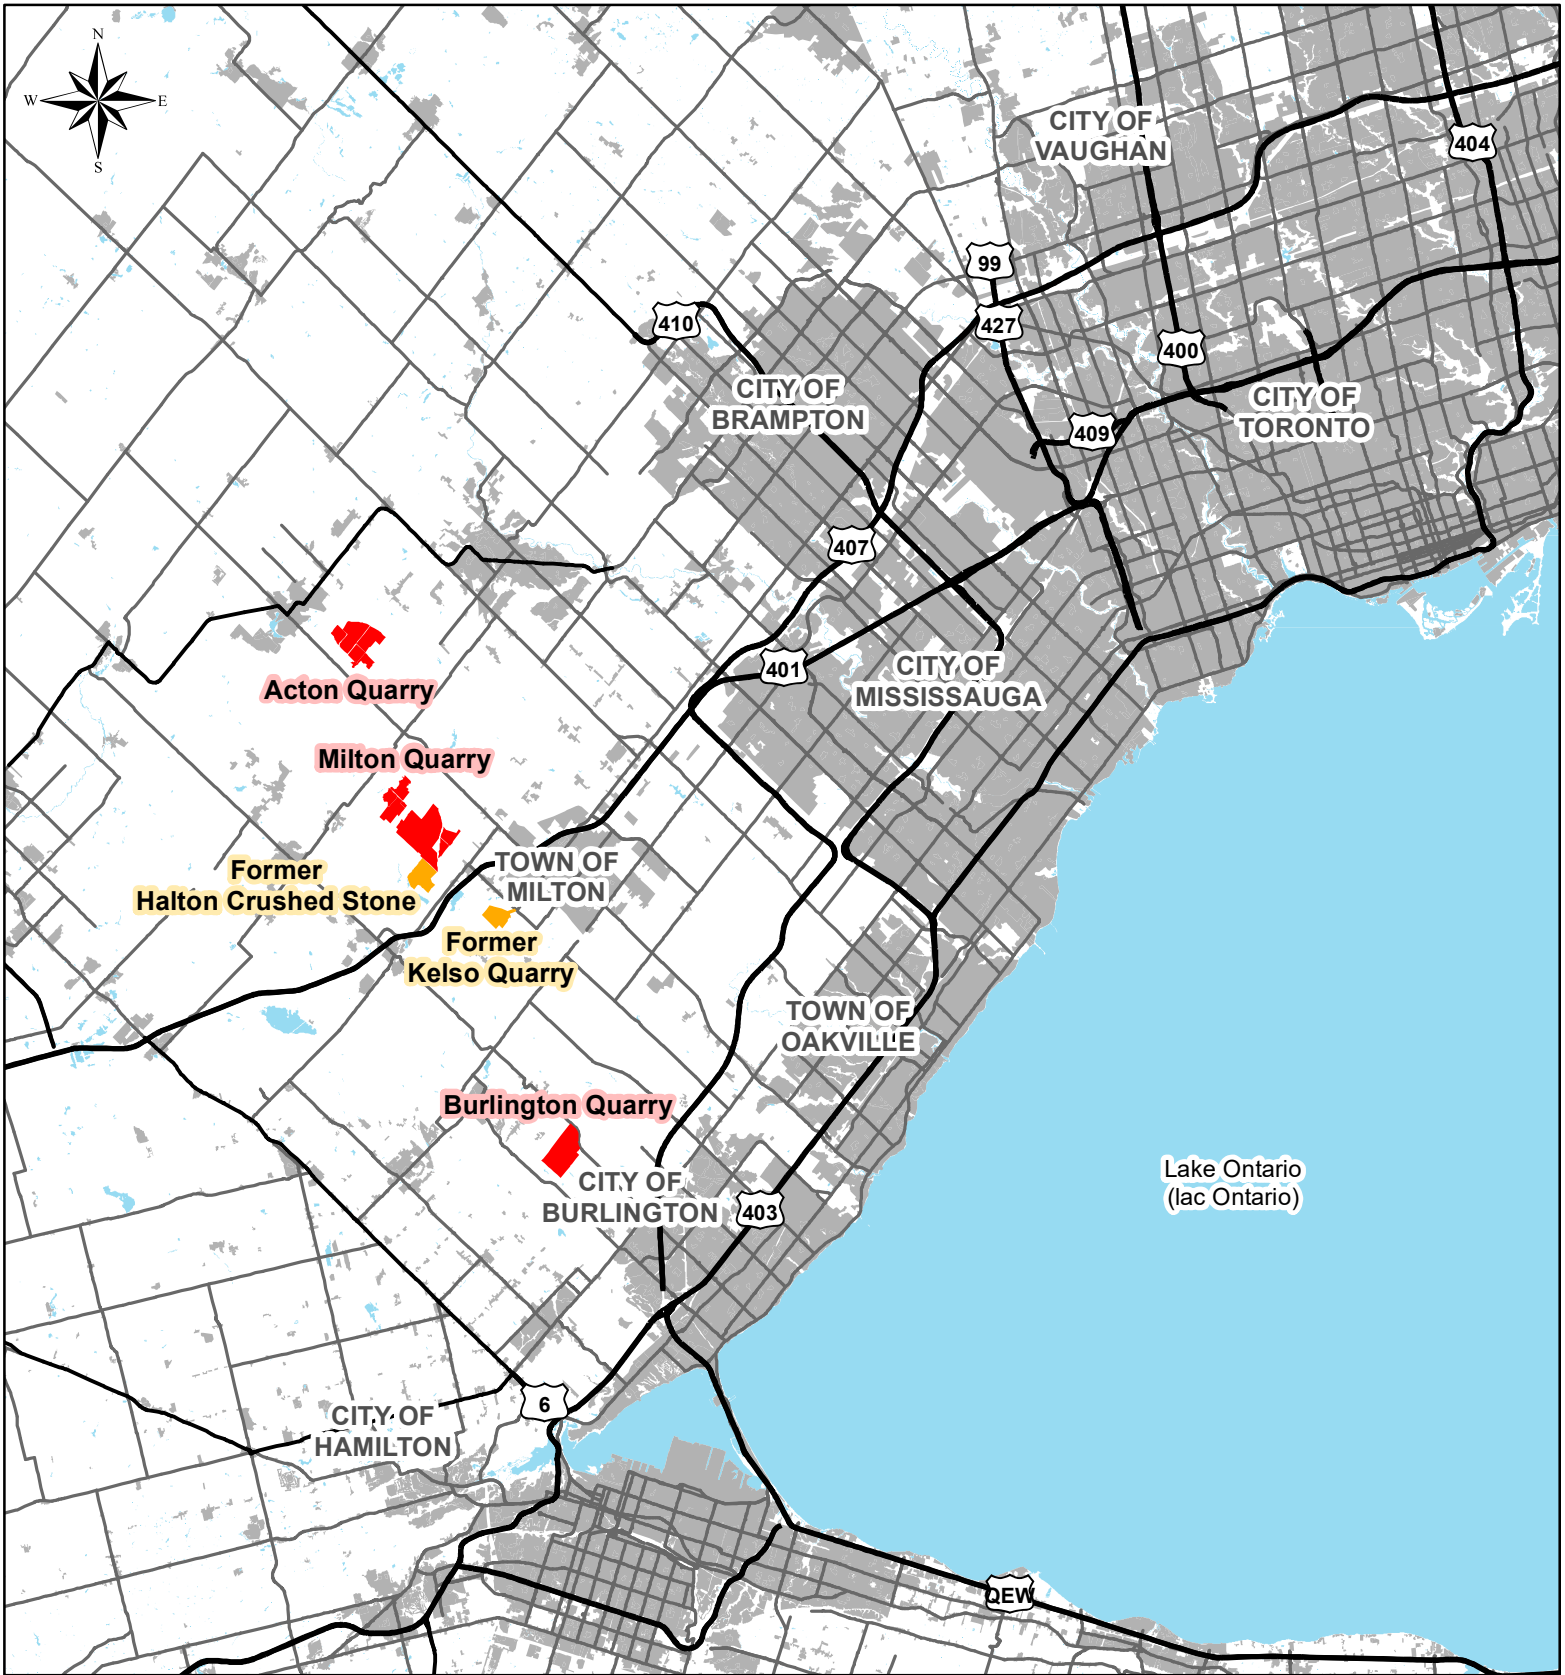 N
W
E
S
CITY OF
VAUGHAN
404
99
410
427
400
CITY OF
BRAMPTON
CITY OF
TORONTO
409
407
401
CITY OF
MISSISSAUGA
Acton Quarry
Milton Quarry
TOWN OF
MILTON
Former
Halton Crushed Stone
Former
Kelso Quarry
TOWN OF
OAKVILLE
Burlington Quarry
CITY OF
BURLINGTON
403
Lake Ontario
(lac Ontario)
6
CITY OF
HAMILTON
QEW